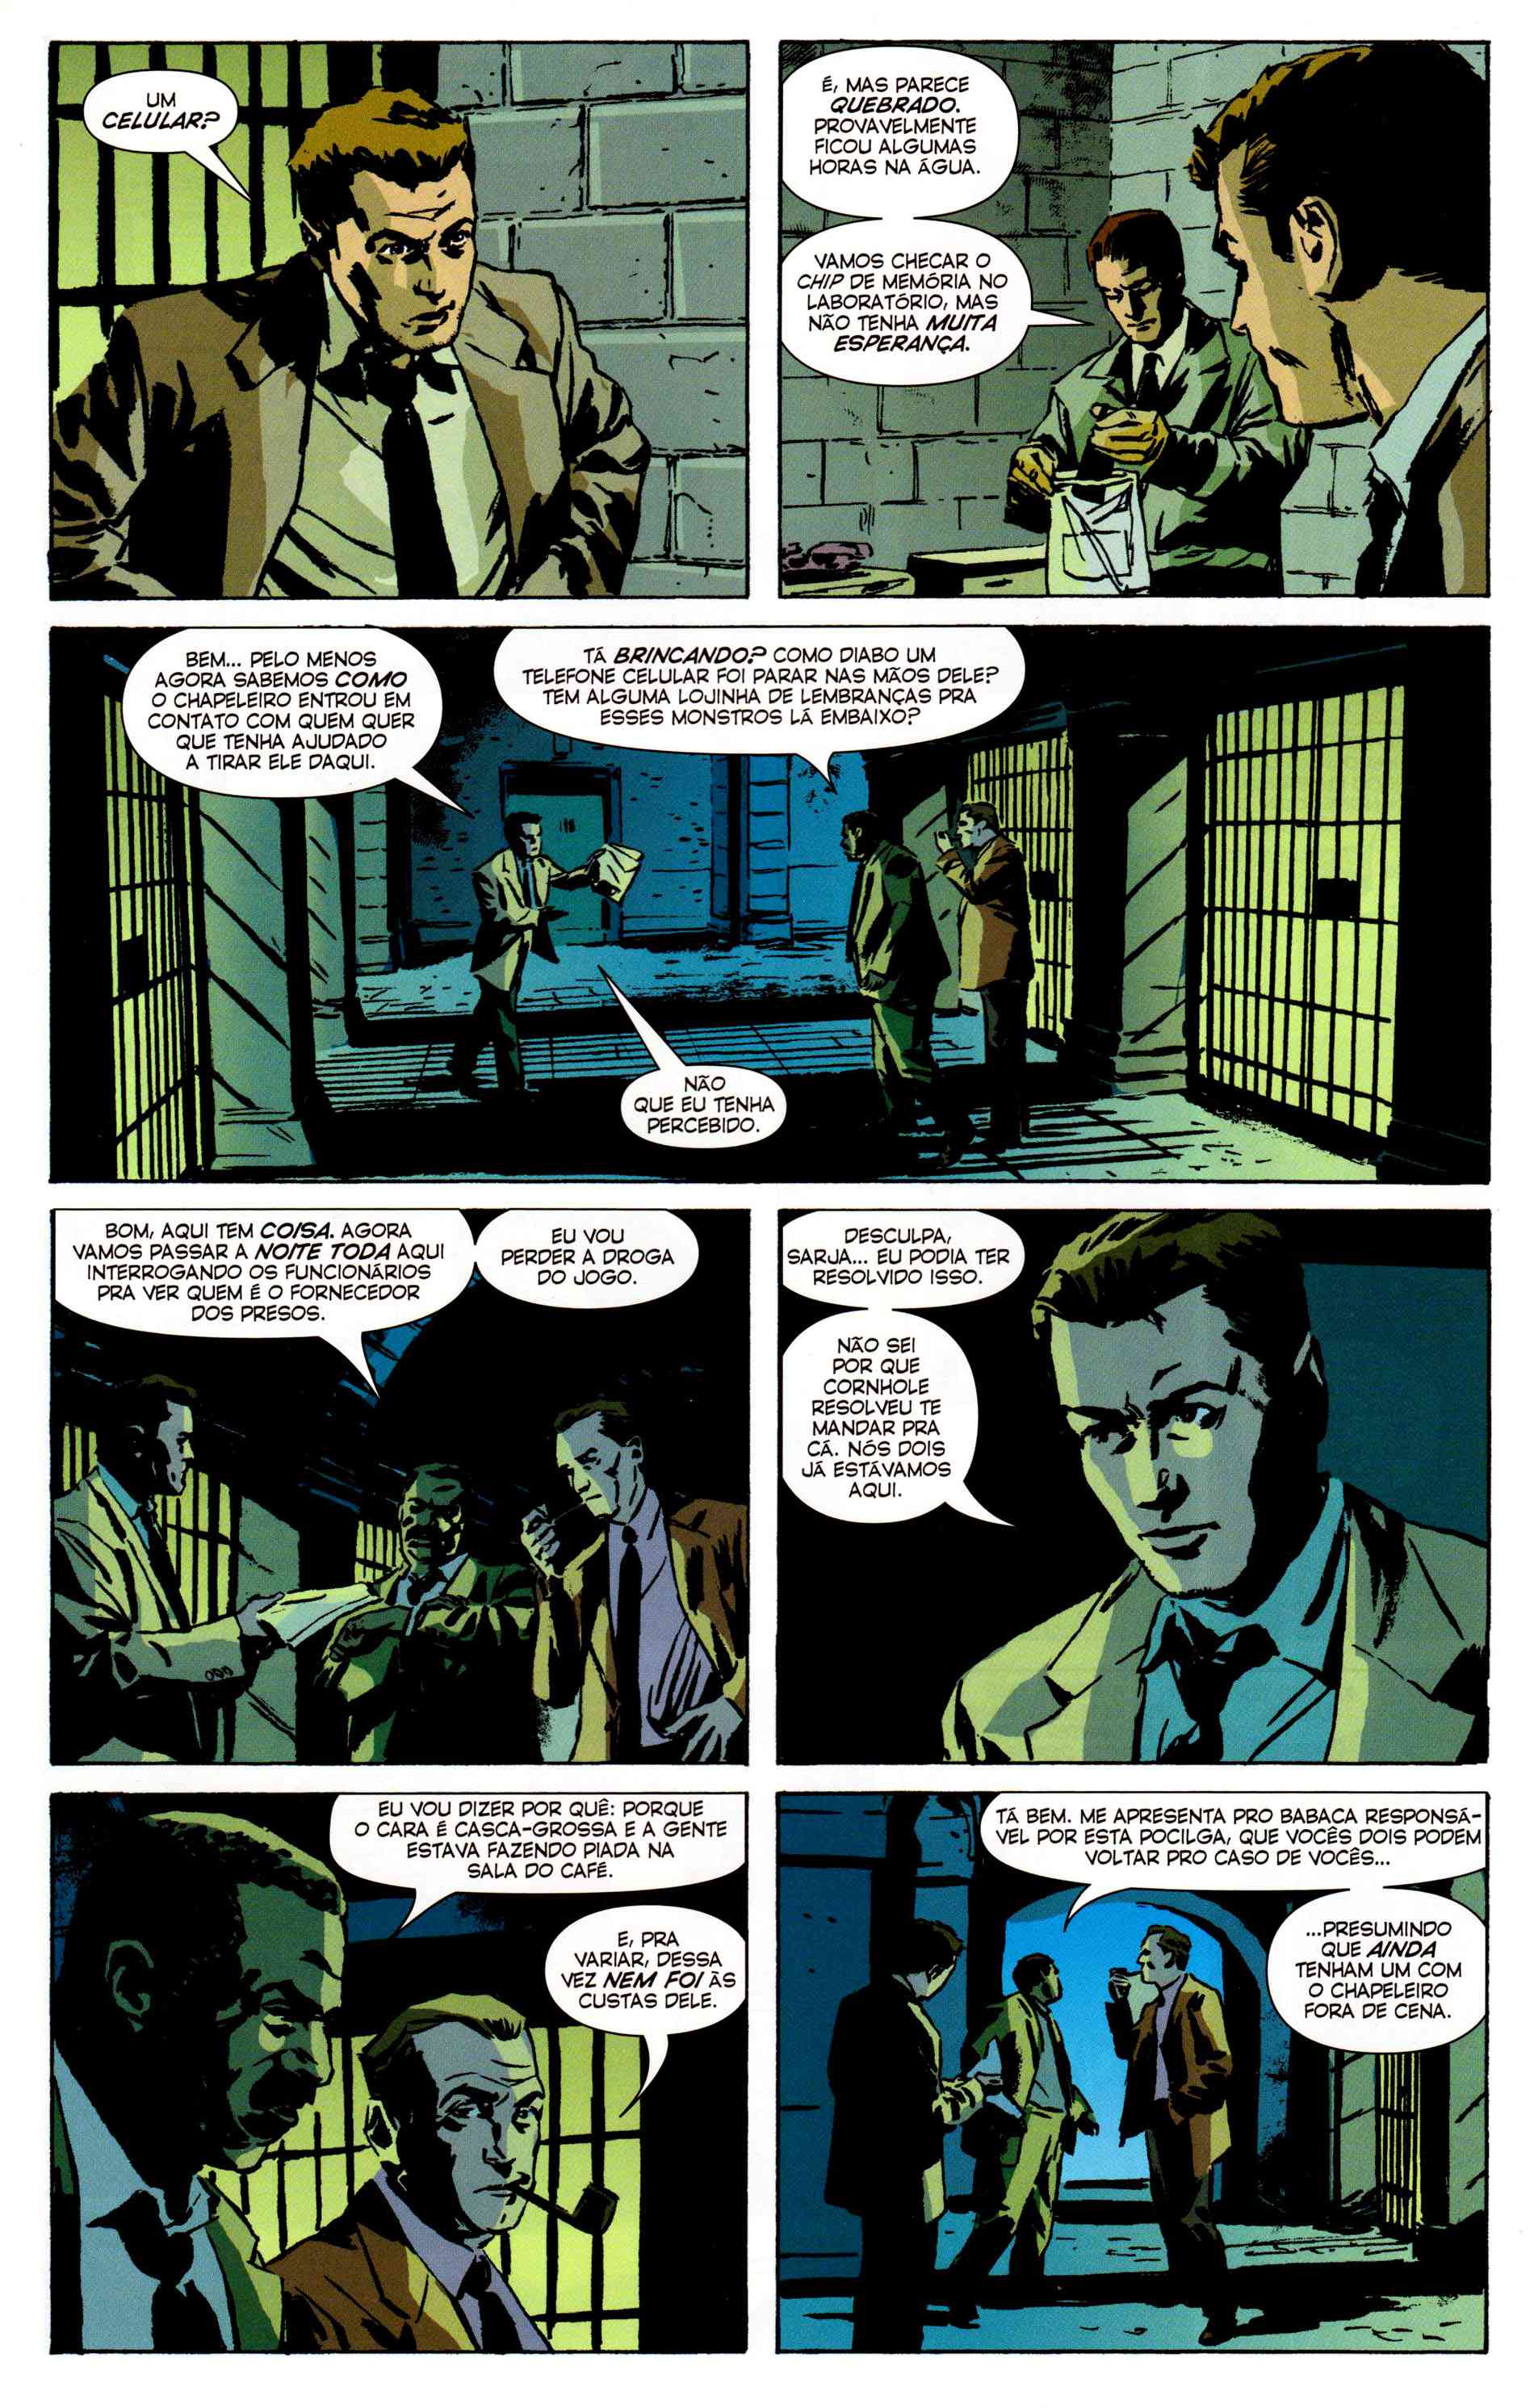 UM
CELULAR?
É, MAS PARECE
QUEBRADO.
PROVAVELMENTE
FICOU ALGUMAS
HORAS NA ÁGUA.
VAMOS CHECAR O
CHIP DE MEMÓRIA NO
LABORATÓRIO, MAS
NÃO TENHA MUITA
ESPERANÇA.
BEM... PELO MENOS
AGORA SABEMOS COMO
O CHAPELEIRO ENTROU EM
CONTATO COM QUEM QUER
QUE TENHA AJUDADO
A TIRAR ELE DAQUI.
TÁ BRINCANDO? COMO DIABO UM
TELEFONE CELULAR FOI PARAR NAS MÃOS DELE?
TEM ALGUMA LOJINHA DE LEMBRANÇAS PRA
ESSES MONSTROS LÁ EMBAIXO?
NÃO
QUE EU TENHA
PERCEBIDO.
BOM, AQUI TEM COISA. AGORA
VAMOS PASSAR A NOITE TODA AQUI
INTERROGANDO OS FUNCIONÁRIOS
PRA VER QUEM É O FORNECEDOR
DOS PRESOS.
EU VOU
PERDER A DROGA
DO JOGO.
DESCULPA,
SARJA... EU PODIA TER
RESOLVIDO ISSO.
NÃO SEI
POR QUE
CORNHOLE
RESOLVEU TE
MANDAR PRA
CÁ. NÓS DOIS
JÁ ESTÁVAMOS
AQUI.
EU VOU DIZER POR QUÊ: PORQUE
O CARA É CASCA-GROSSA E A GENTE
ESTAVA FAZENDO PIADA NA
SALA DO CAFÉ.
E, PRA
VARIAR, DESSA
VEZ NEM FOI ÀS
CUSTAS DELE.
TÁ BEM. ME APRESENTA PRO BABACA RESPONSÁ-
VEL POR ESTA POCILGA, QUE VOCÊS DOIS PODEM
VOLTAR PRO CASO DE VOCÊS...
...PRESUMINDO
QUE AINDA
TENHAM UM COM
O CHAPELEIRO
FORA DE CENA.